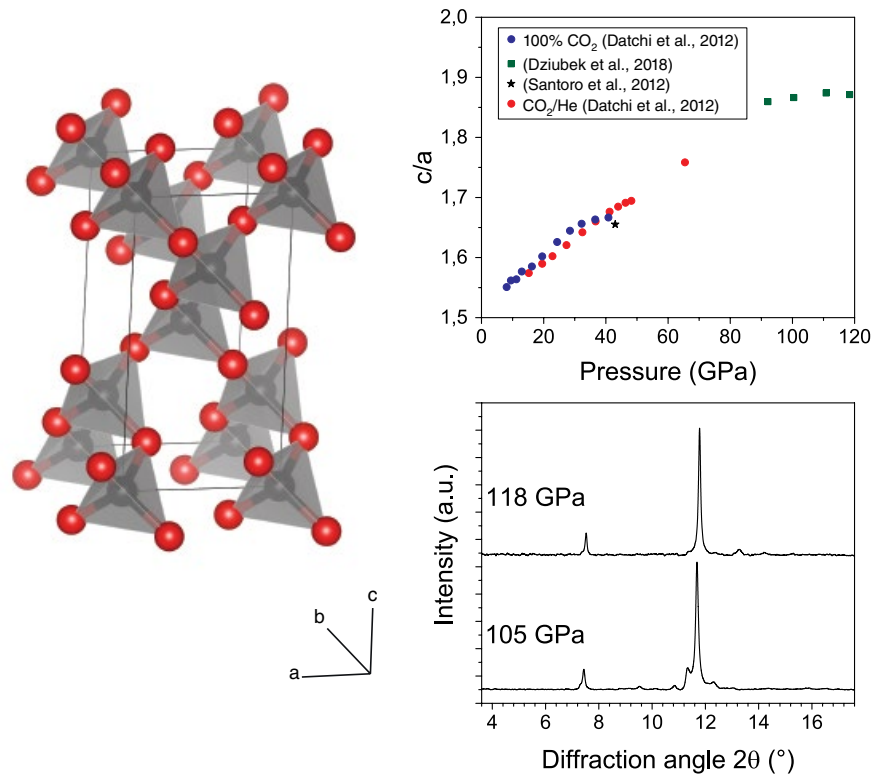 c
b
a
2,0
1,9
1,8
1,7
1,6
1,5
c/a
100% CO₂ (Datchi et al., 2012)
(Dziubek et al., 2018)
(Santoro et al., 2012)
CO₂/He (Datchi et al., 2012)
0 20 40 60 80 100 120
Pressure (GPa)
Intensity (a.u.)
118 GPa
105 GPa
4 6 8 10 12 14 16
Diffraction angle 2θ (°)